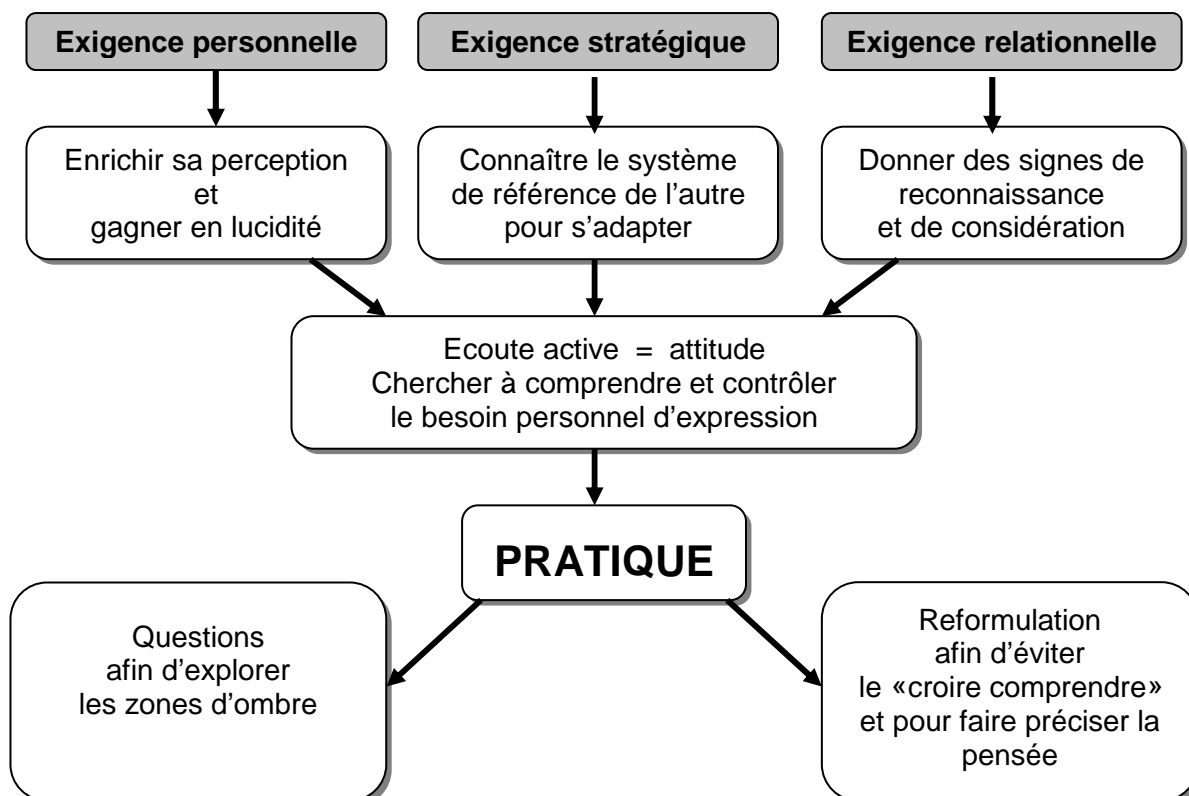 Exigence personnelle
Exigence stratégique
Exigence relationnelle
Enrichir sa perception
et
gagner en lucidité
Connaître le système
de référence de l’autre
pour s’adapter
Donner des signes de
reconnaissance
et de considération
Ecoute active = attitude
Chercher à comprendre et contrôler
le besoin personnel d’expression
PRATIQUE
Questions
afin d’explorer
les zones d’ombre
Reformulation
afin d’éviter
le «croire comprendre»
et pour faire préciser la
pensée